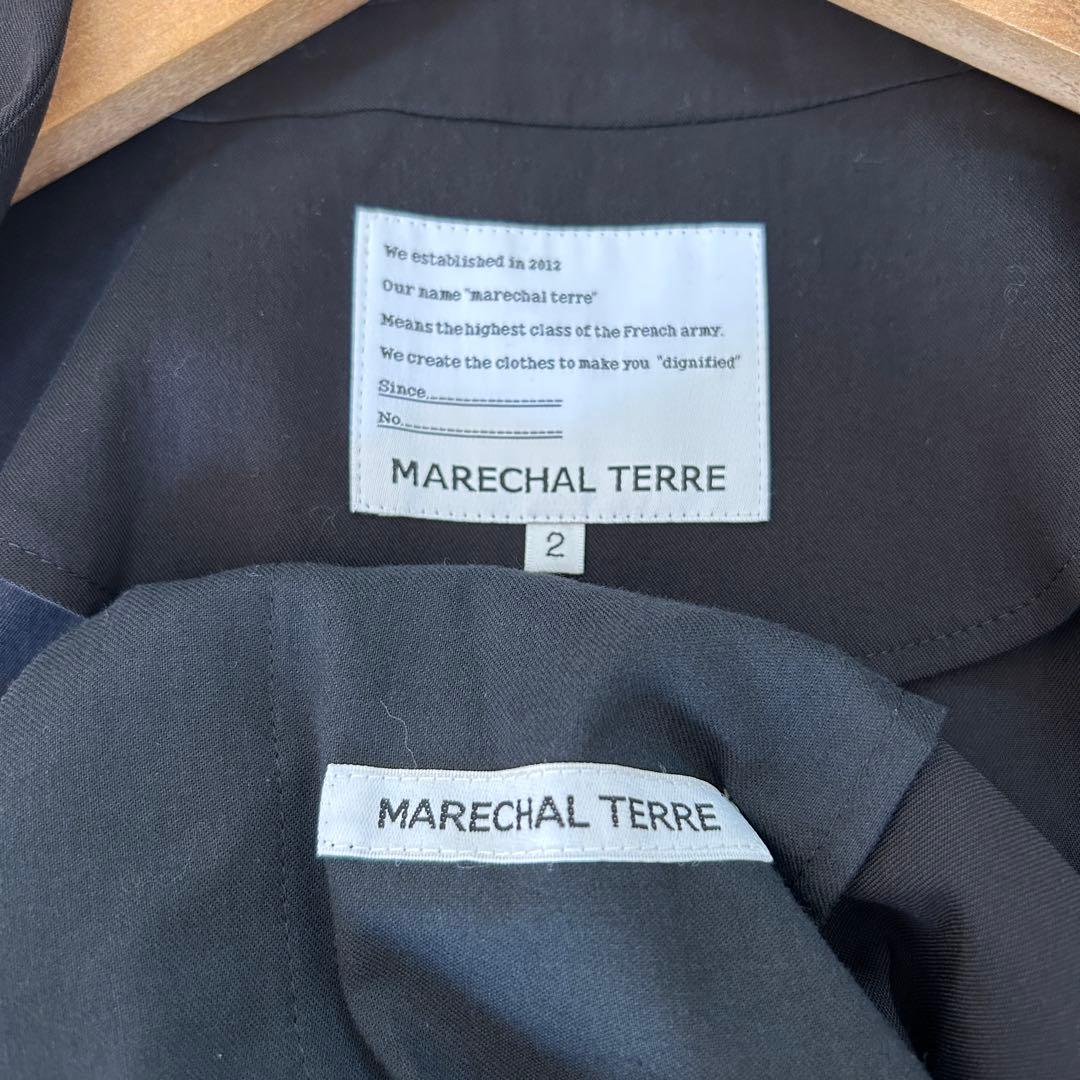 We established in 2012
Our name "marechal terre"
Means the highest class of the French army.
We create the clothes to make you "dignified"
Since
No.
MARECHAL TERRE
2
MARECHAL TERRE